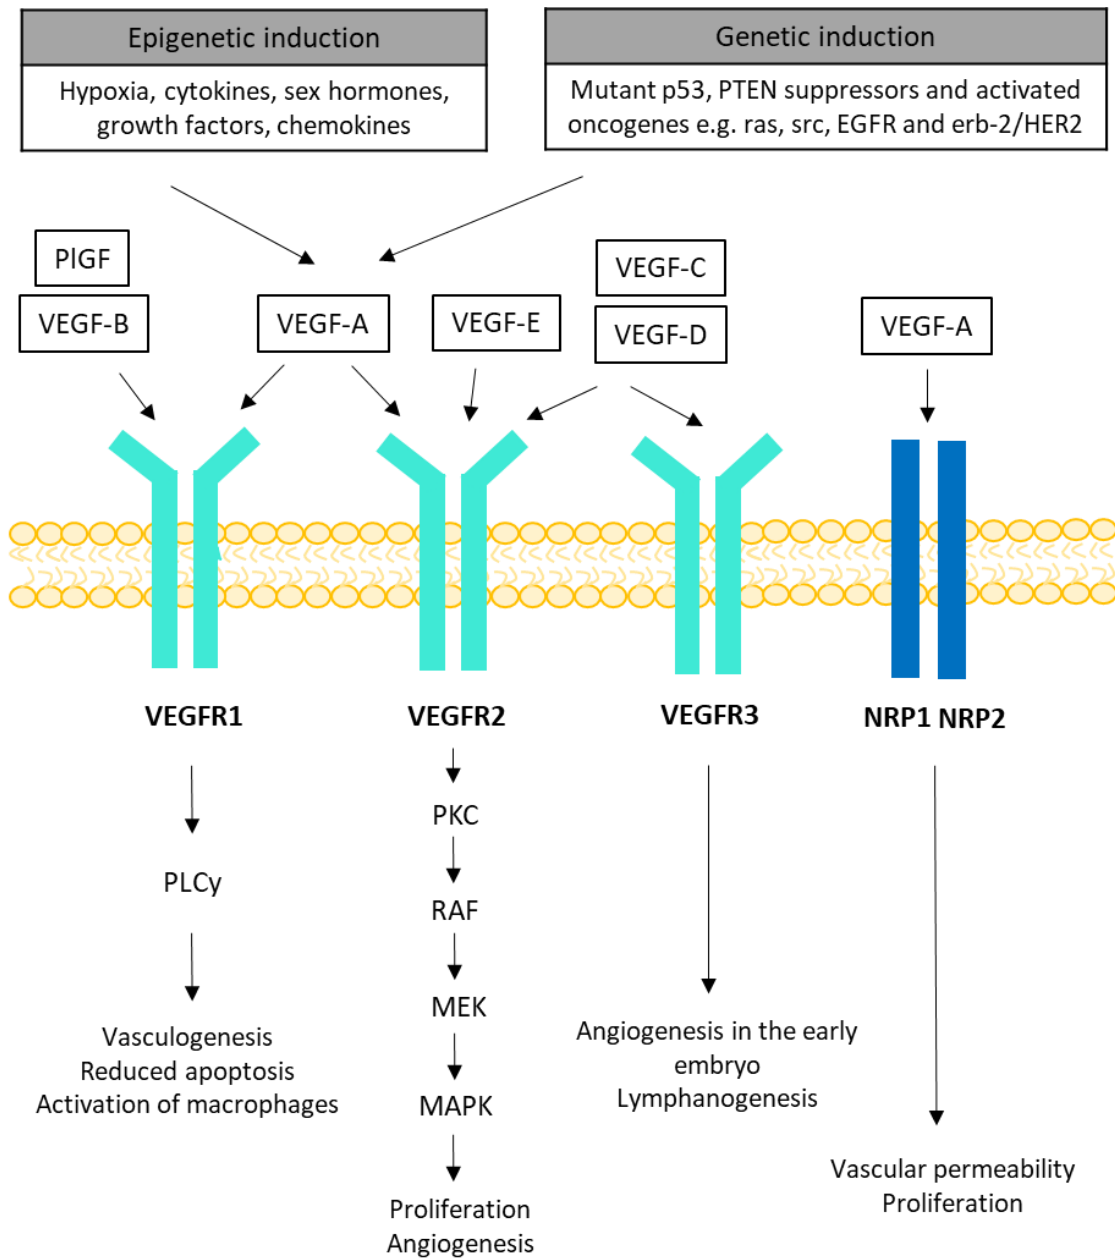 Epigenetic induction
Hypoxia, cytokines, sex hormones,
growth factors, chemokines
Genetic induction
Mutant p53, PTEN suppressors and activated
oncogenes e.g. ras, src, EGFR and erb-2/HER2
PlGF
VEGF-B
VEGF-A
VEGF-E
VEGF-C
VEGF-D
VEGF-A
VEGFR1
VEGFR2
VEGFR3
NRP1 NRP2
PLCy
Vasculogenesis
Reduced apoptosis
Activation of macrophages
PKC
RAF
MEK
MAPK
Proliferation
Angiogenesis
Angiogenesis in the early
embryo
Lymphanogenesis
Vascular permeability
Proliferation